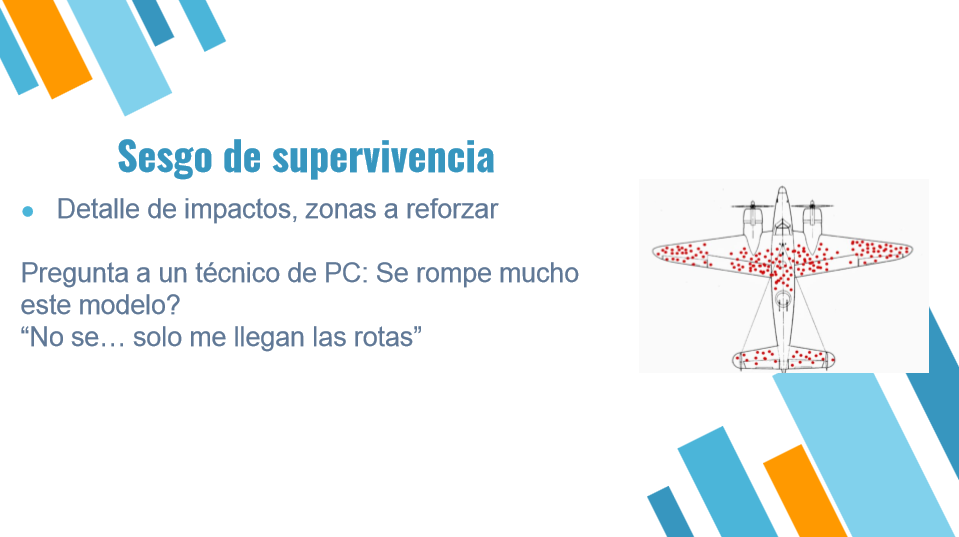 Sesgo de supervivencia
● Detalle de impactos, zonas a reforzar
Pregunta a un técnico de PC: Se rompe mucho
este modelo?
“No se… solo me llegan las rotas”